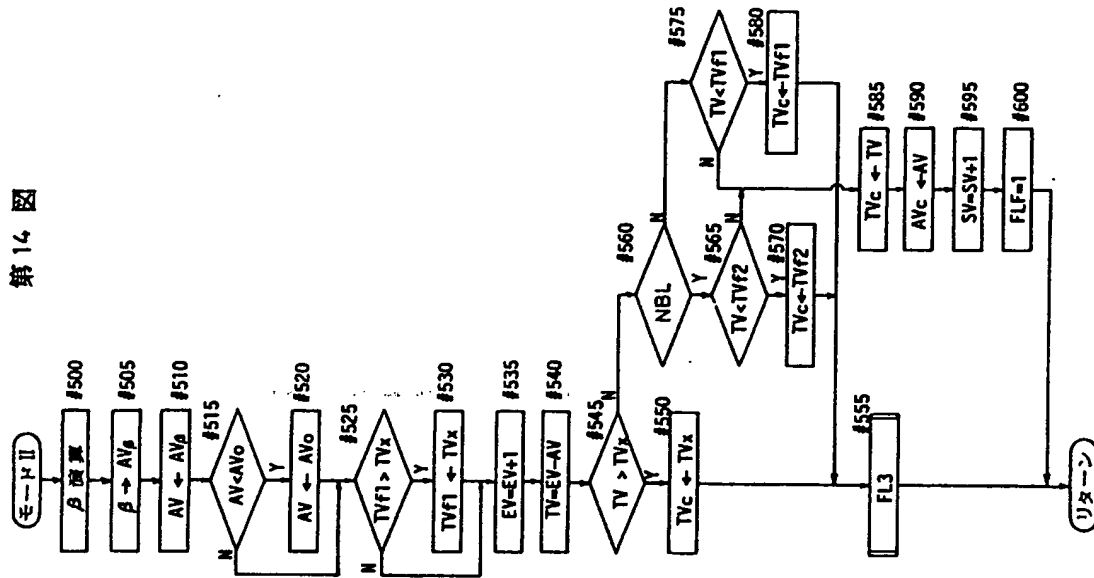 第14図
モードII
β演算 #500
β→AVβ #505
AV ← AVβ #510
#515
AV<AVo
N
Y
AV ← AVo #520
#525
TVf1>TVx
N
Y
TVf1 ← TVx #530
EV=EV+1 #535
TV=EV-AV #540
#545
TV > TVx
N
Y
TVc ← TVx #550
#555
FL3
リターン
#560
NBL
N
Y
#565
TV<TVf2
N
Y
#570
TVc←TVf2
#575
TV<TVf1
N
Y
#580
TVc←TVf1
TVc ← TV #585
AVc ←AV #590
SV=SV+1 #595
FLF=1 #600